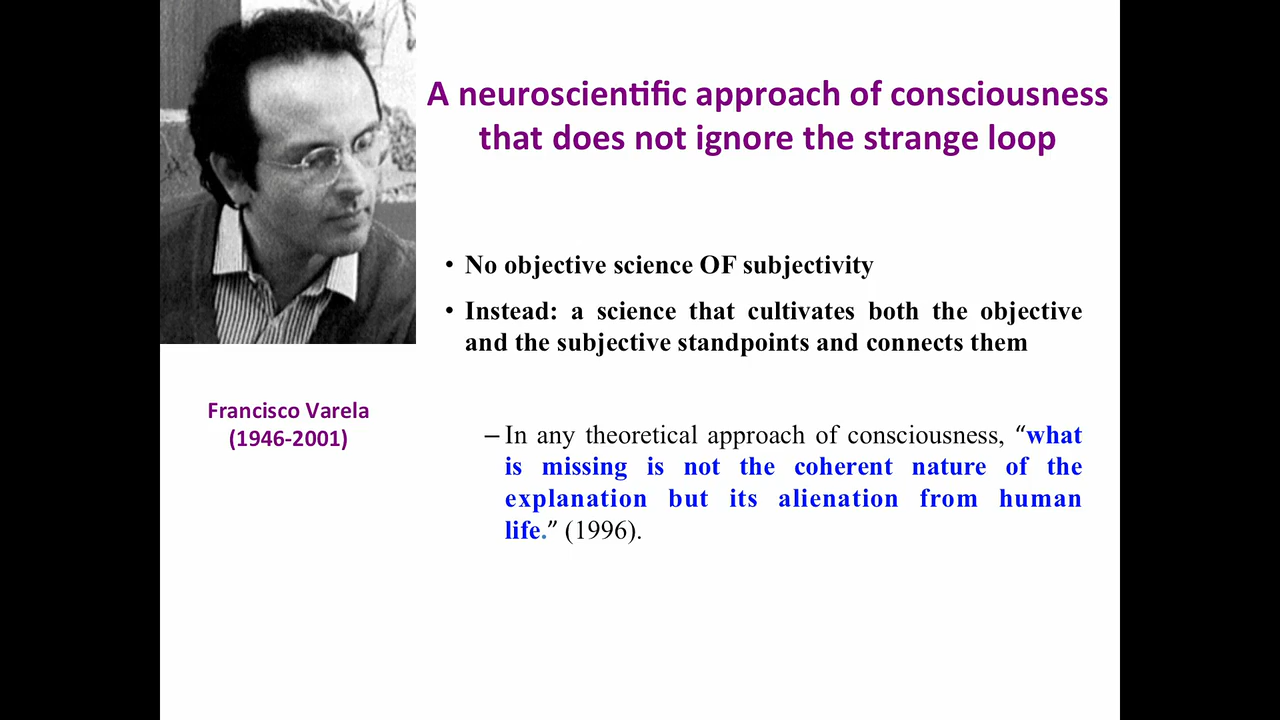 A neuroscientific approach of consciousness
that does not ignore the strange loop
• No objective science OF subjectivity
• Instead: a science that cultivates both the objective
and the subjective standpoints and connects them
Francisco Varela
(1946-2001)
– In any theoretical approach of consciousness, “what
is missing is not the coherent nature of the
explanation but its alienation from human
life.” (1996).